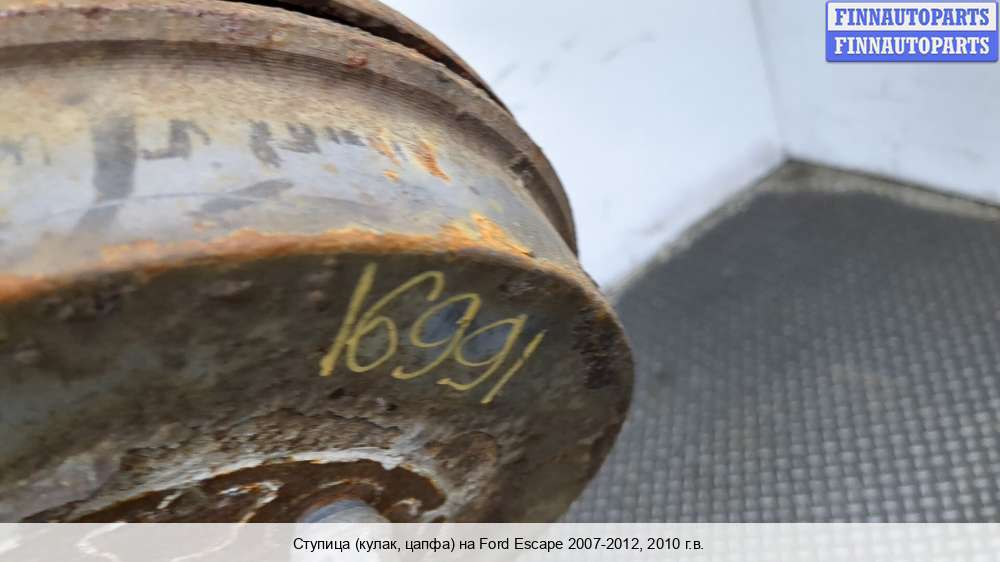 FINNAUTOPARTS
FINNAUTOPARTS
16991
Ступица (кулак, цапфа) на Ford Escape 2007-2012, 2010 г.в.